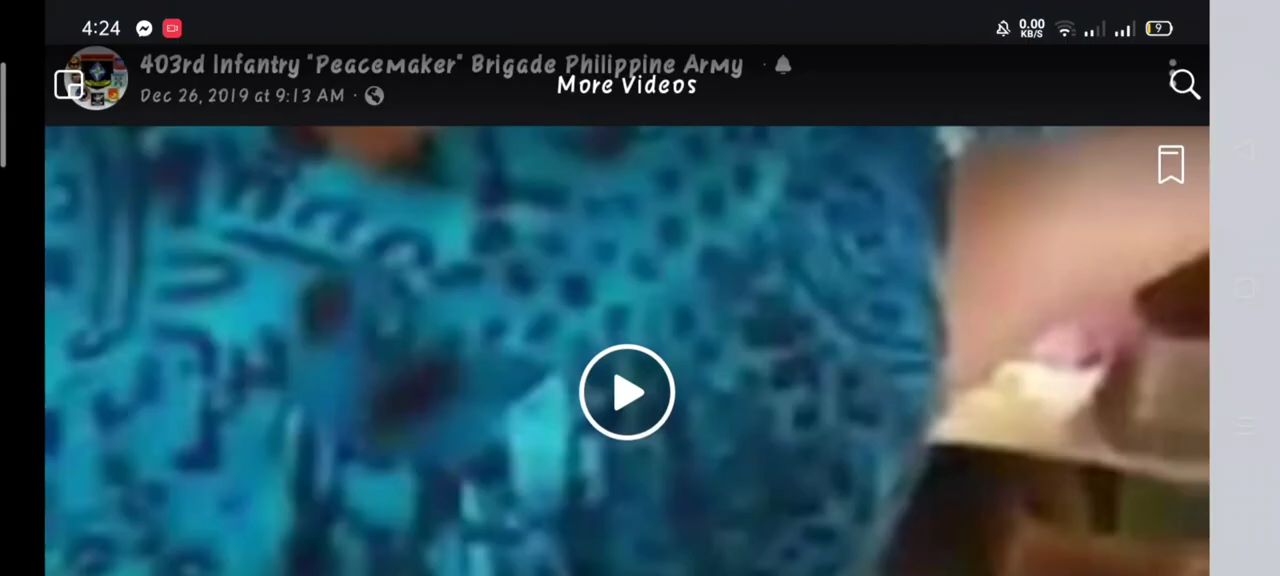 4:24
0.00
KB/S
9
403rd Infantry "Peacemaker" Brigade Philippine Army
More Videos
Dec 26, 2019 at 9:13 AM ·